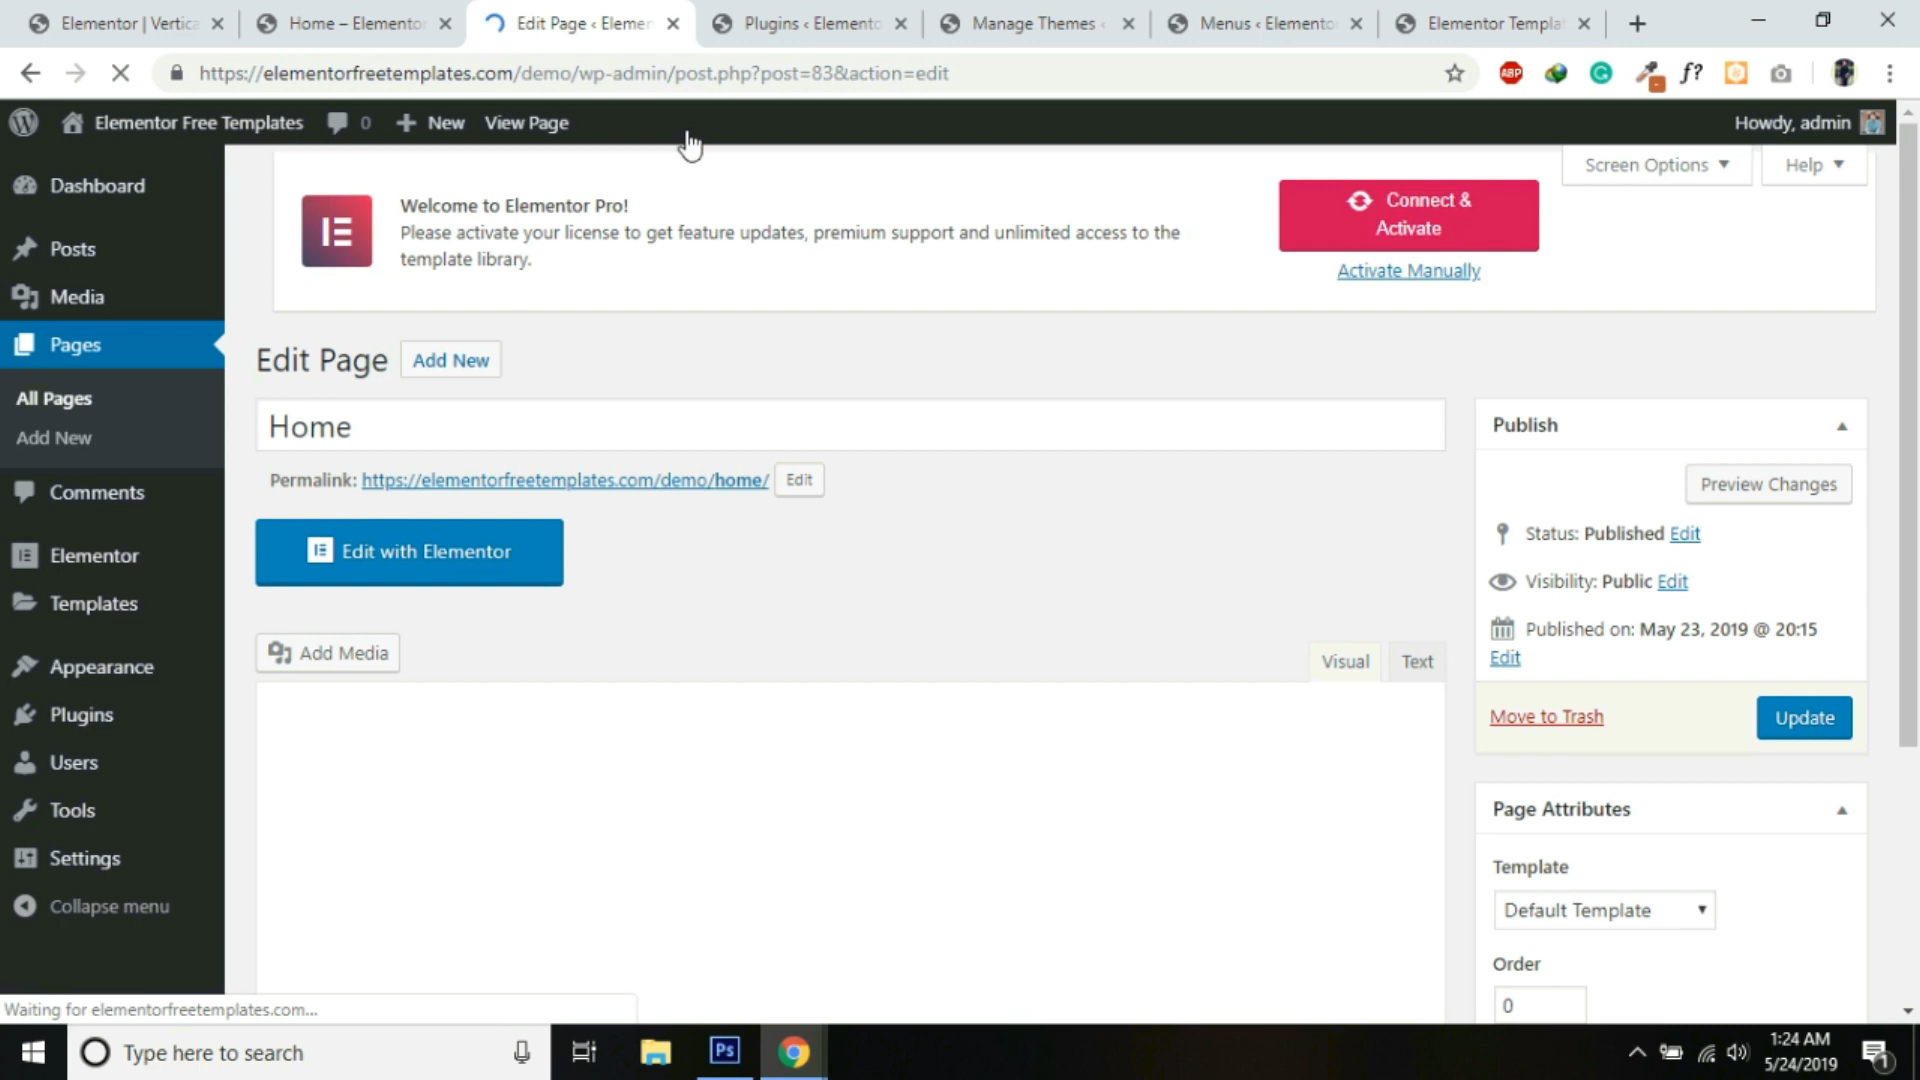 Elementor | Vertica
Home – Elementor
Edit Page ‹ Elemen
Plugins ‹ Elemento
Manage Themes ‹
Menus ‹ Elemento
Elementor Templa
https://elementorfreetemplates.com/demo/wp-admin/post.php?post=83&action=edit
ABP
f?
Elementor Free Templates
0
New
View Page
Howdy, admin
Screen Options
Help
Welcome to Elementor Pro!
Please activate your license to get feature updates, premium support and unlimited access to the
template library.
Connect &
Activate
Activate Manually
Dashboard
Posts
Media
Pages
All Pages
Add New
Comments
Elementor
Templates
Appearance
Plugins
Users
Tools
Settings
Collapse menu
Edit Page
Add New
Home
Permalink: https://elementorfreetemplates.com/demo/home/
Edit
Edit with Elementor
Add Media
Visual
Text
Publish
Preview Changes
Status: Published Edit
Visibility: Public Edit
Published on: May 23, 2019 @ 20:15
Edit
Move to Trash
Update
Page Attributes
Template
Default Template
Order
0
Waiting for elementorfreetemplates.com...
Type here to search
Ps
1:24 AM
5/24/2019
1